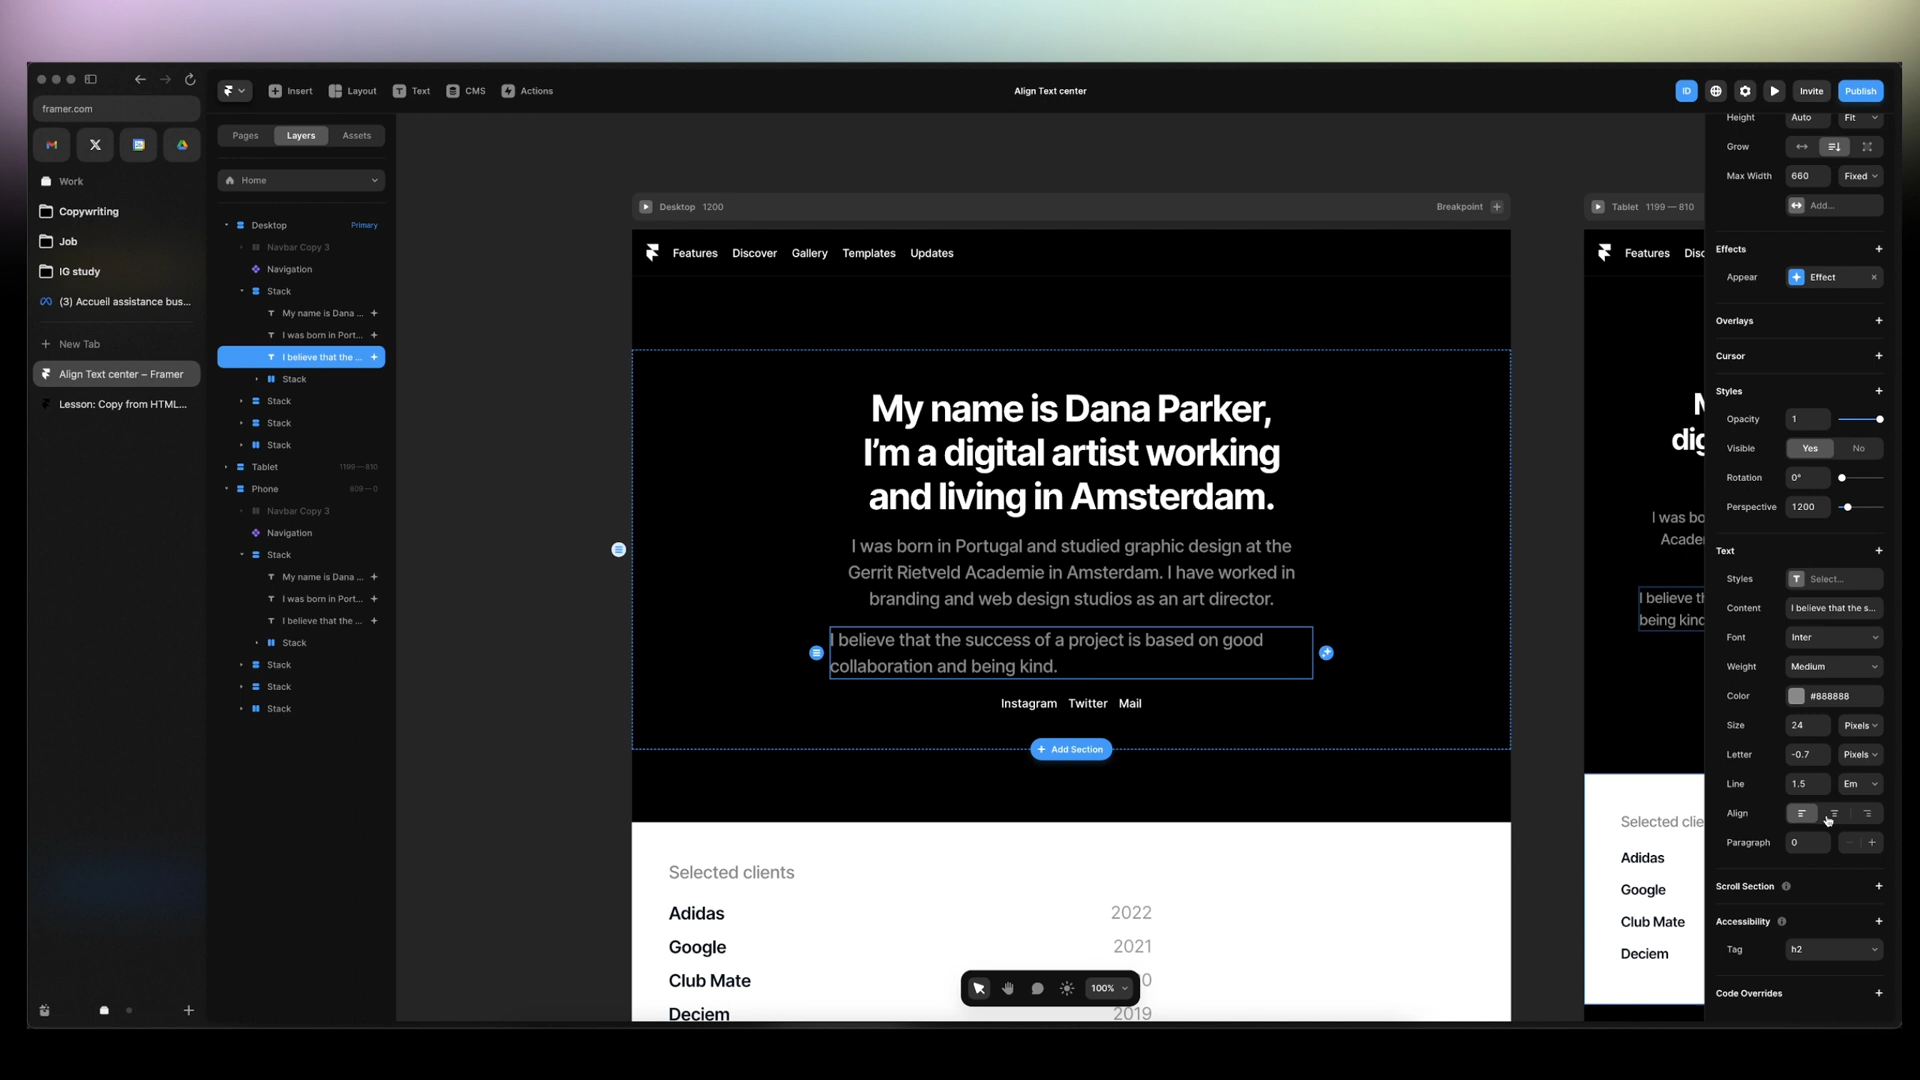 framer.com
Work
Copywriting
Job
IG study
(3) Accueil assistance bus...
New Tab
Align Text center – Framer
Lesson: Copy from HTML...
Insert
Layout
Text
CMS
Actions
Align Text center
ID
Invite
Publish
Pages
Layers
Assets
Home
Desktop
Primary
Navbar Copy 3
Navigation
Stack
My name is Dana ...
I was born in Port...
I believe that the ...
Stack
Stack
Stack
Stack
Tablet
1199—810
Phone
809—0
Navbar Copy 3
Navigation
Stack
My name is Dana ...
I was born in Port...
I believe that the ...
Stack
Stack
Stack
Stack
Desktop 1200
Breakpoint
Features Discover Gallery Templates Updates
My name is Dana Parker,
I'm a digital artist working
and living in Amsterdam.
I was born in Portugal and studied graphic design at the
Gerrit Rietveld Academie in Amsterdam. I have worked in
branding and web design studios as an art director.
I believe that the success of a project is based on good
collaboration and being kind.
Instagram Twitter Mail
Add Section
Selected clients
Adidas 2022
Google 2021
Club Mate 0
Deciem 2019
100%
Tablet 1199 — 810
Features Disc
M
dig
I was bo
Acade
I believe th
being kind
Selected clie
Adidas
Google
Club Mate
Deciem
Height Auto Fit
Grow
Max Width 660 Fixed
Add...
Effects
Appear Effect
Overlays
Cursor
Styles
Opacity 1
Visible Yes No
Rotation 0°
Perspective 1200
Text
Styles Select...
Content I believe that the s...
Font Inter
Weight Medium
Color #888888
Size 24 Pixels
Letter -0.7 Pixels
Line 1.5 Em
Align
Paragraph 0
Scroll Section
Accessibility
Tag h2
Code Overrides